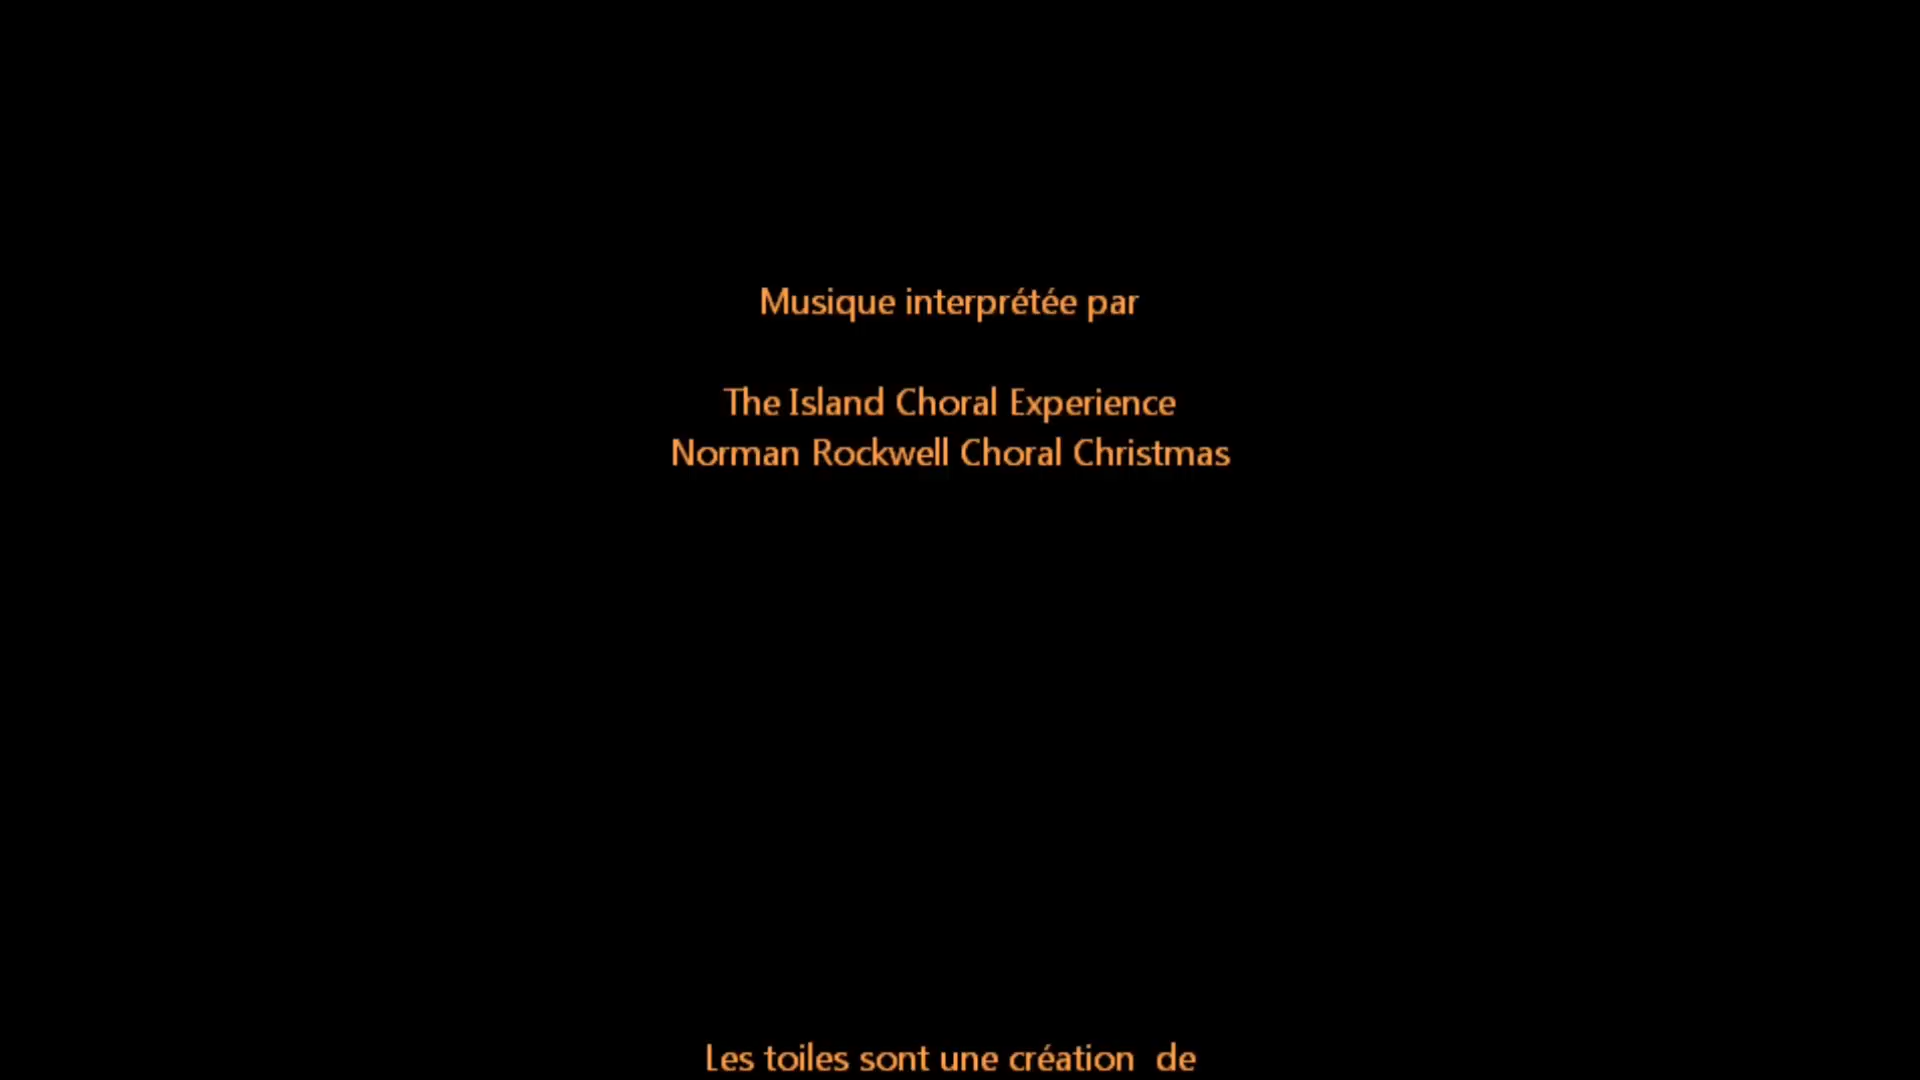 Musique interprétée par
The Island Choral Experience
Norman Rockwell Choral Christmas
Les toiles sont une création  de